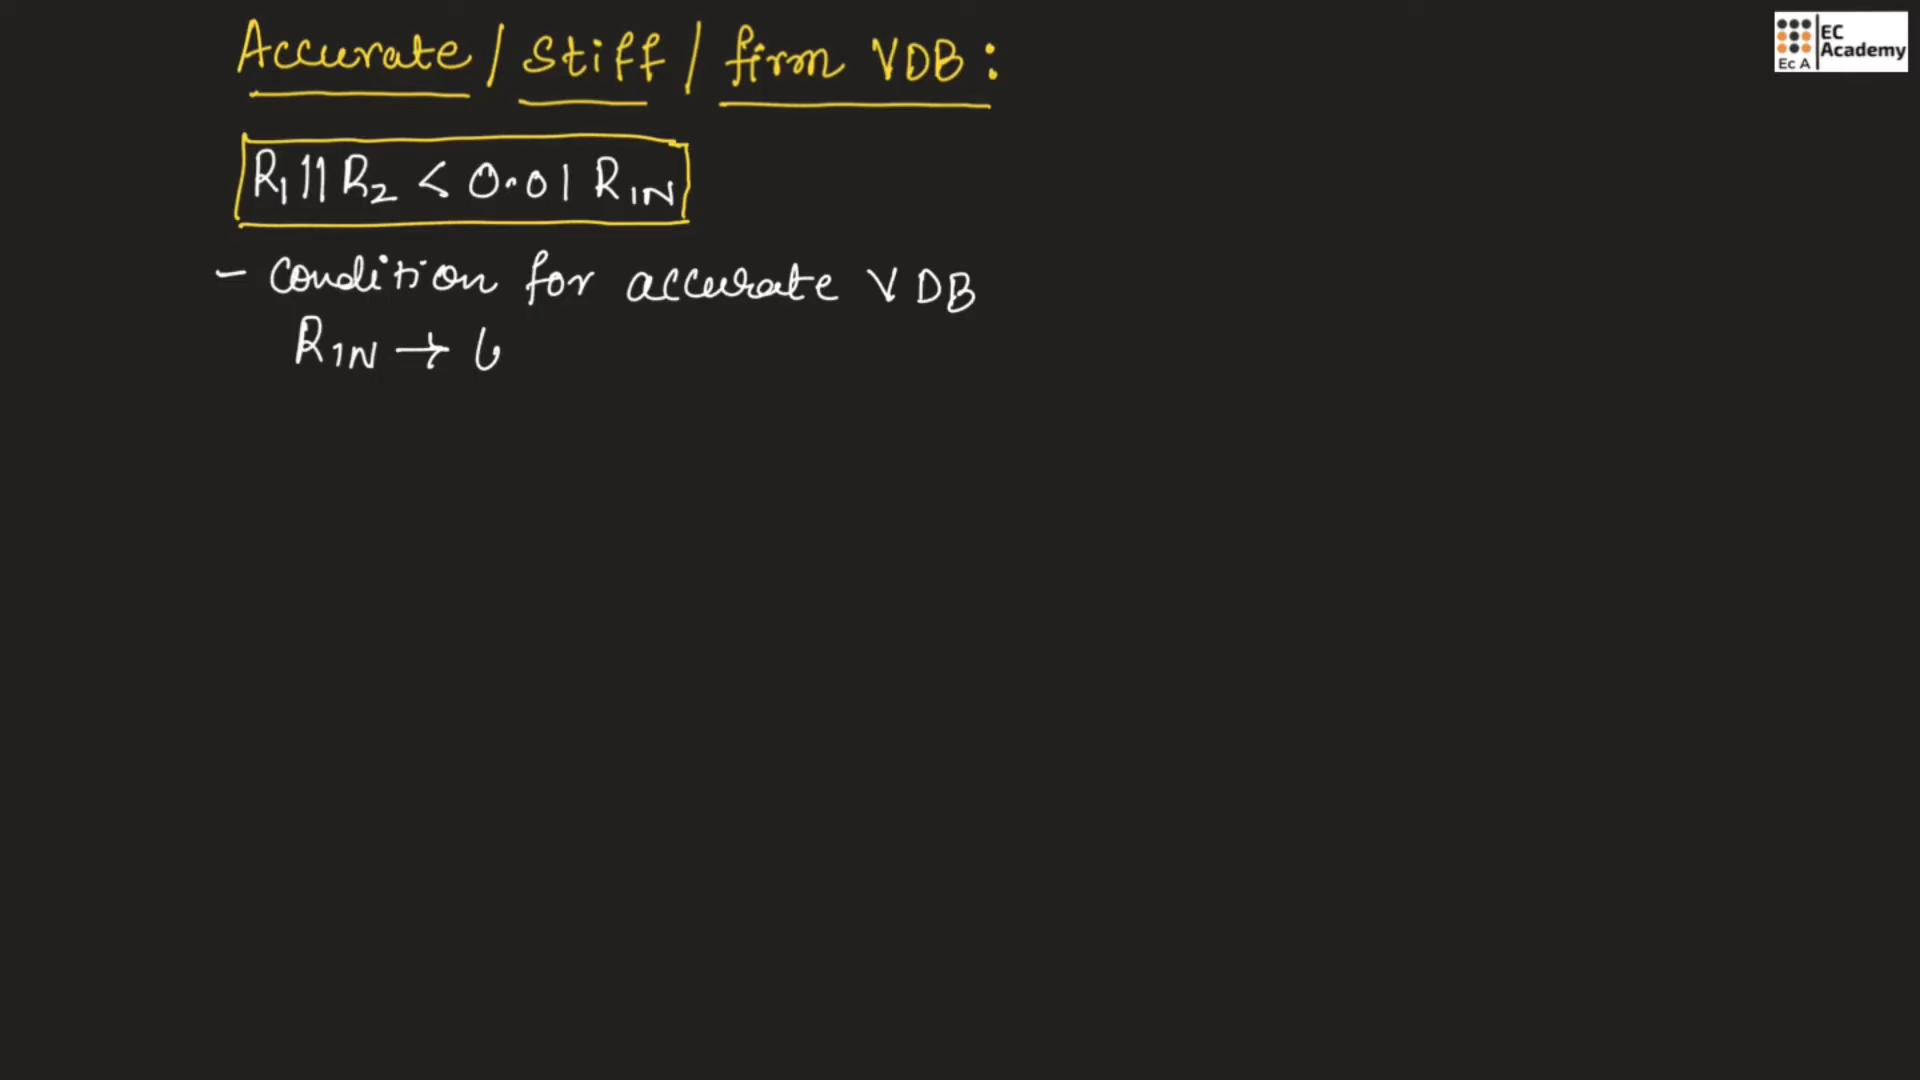 Accurate / Stiff / firm VDB :
R1 || R2 < 0.01 RIN
- Condition for accurate VDB
RIN →
EC
Academy
Ec A